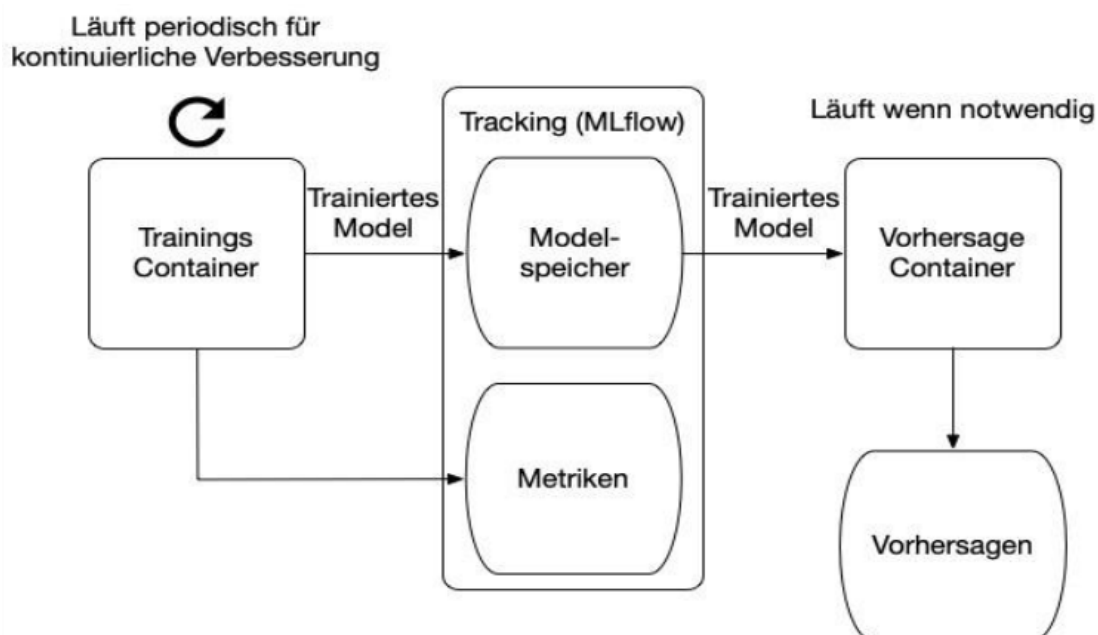 Läuft periodisch für
kontinuierliche Verbesserung
Tracking (MLflow)
Läuft wenn notwendig
Trainings
Container
Trainiertes
Model
Model-
speicher
Trainiertes
Model
Vorhersage
Container
Metriken
Vorhersagen